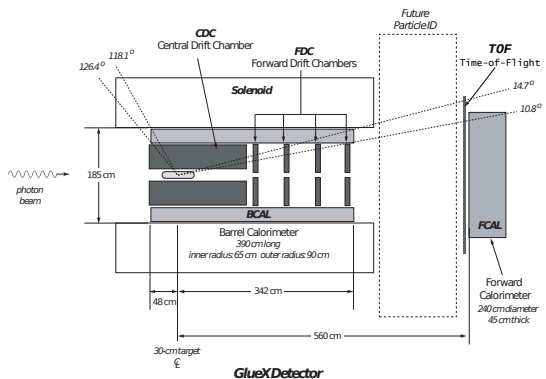 Future
Particle ID
CDC
Central Drift Chamber
FDC
Forward Drift Chambers
TOF
Time-of-Flight
118.1°
126.4°
14.7°
10.8°
Solenoid
185 cm
photon
beam
BCAL
FCAL
Barrel Calorimeter
390 cm long
inner radius: 65 cm outer radius: 90 cm
Forward
Calorimeter
240 cm diameter
45 cm thick
48 cm
342 cm
560 cm
30-cm target
℄
GlueX Detector